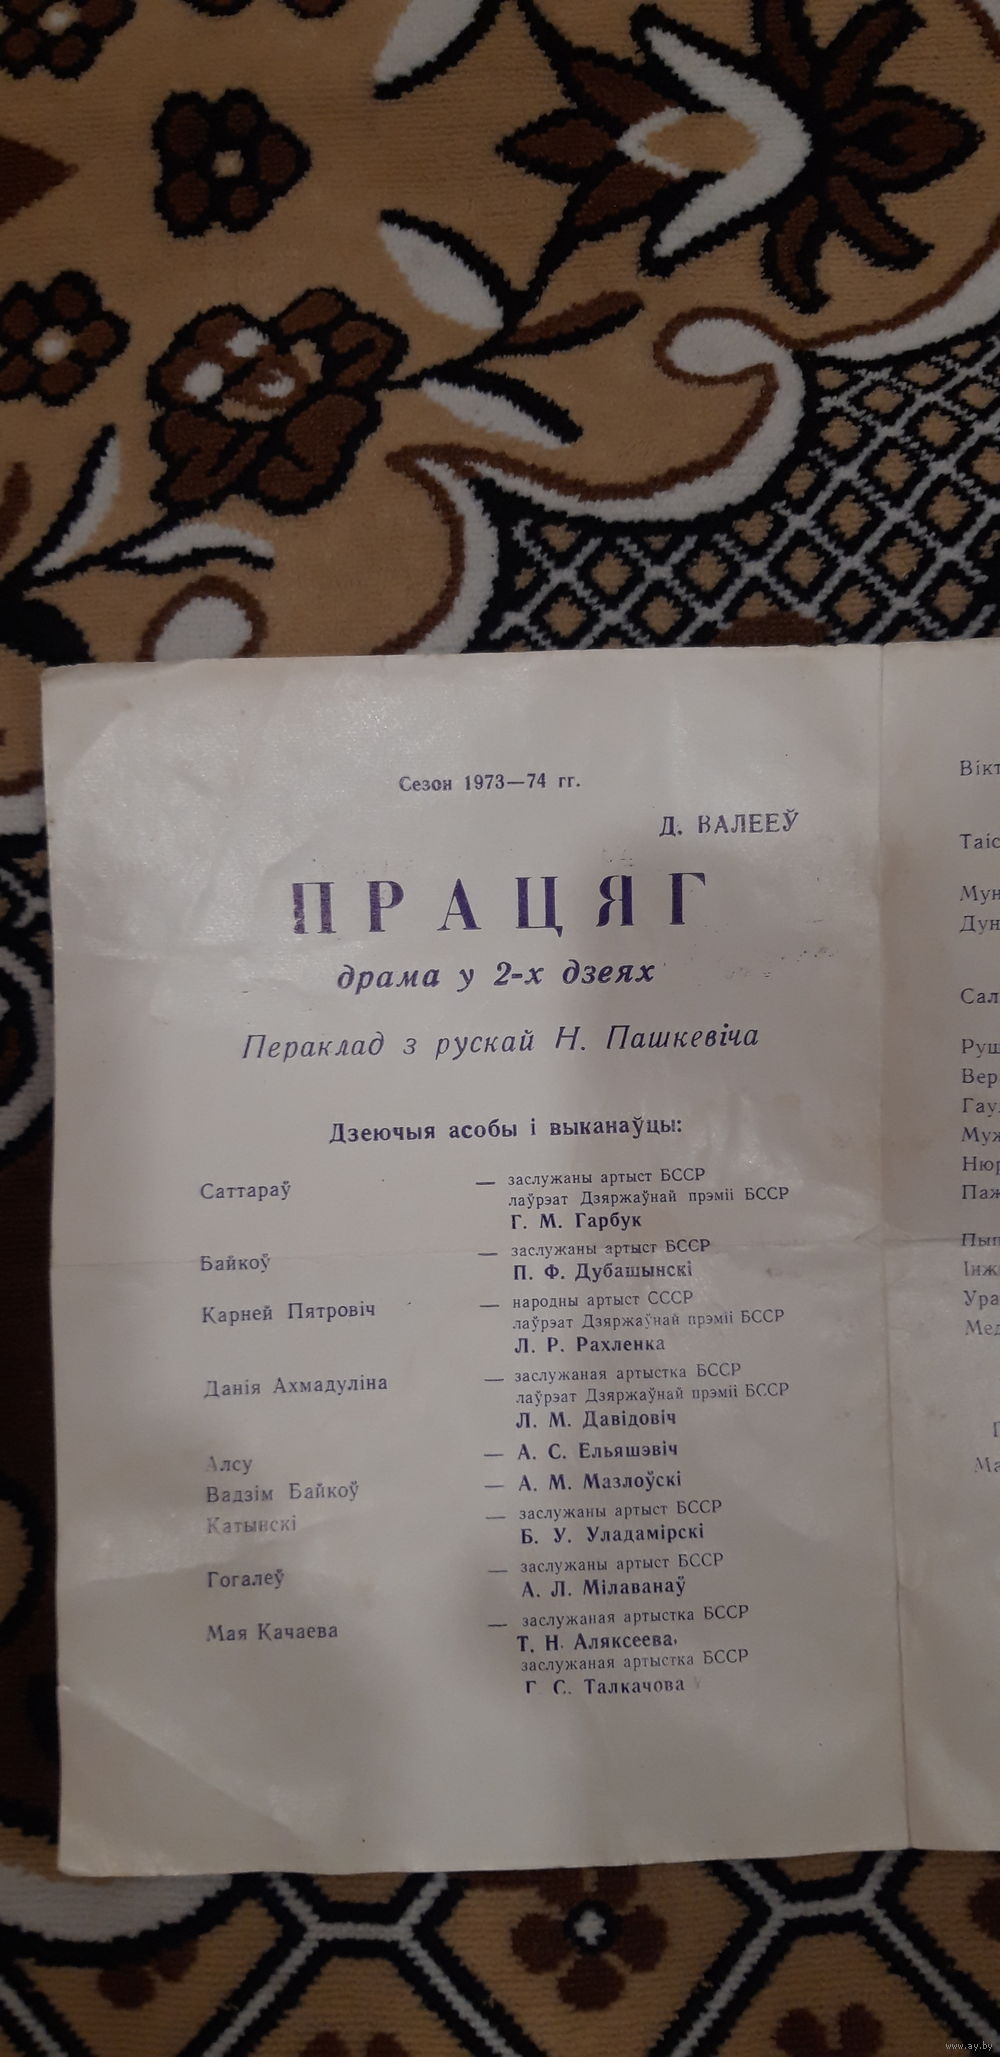 Сезон 1973—74 гг.
Д. ВАЛЕЕЎ
ПРАЦЯГ
драма у 2-х дзеях
Пераклад з рускай Н. Пашкевіча
Дзеючыя асобы і выканаўцы:
Саттараў — заслужаны артыст БССР
лаўрэат Дзяржаўнай прэміі БССР
Г. М. Гарбук
Байкоў — заслужаны артыст БССР
П. Ф. Дубашынскі
Карней Пятровіч — народны артыст СССР
лаўрэат Дзяржаўнай прэміі БССР
Л. Р. Рахленка
Данія Ахмадуліна — заслужаная артыстка БССР
лаўрэат Дзяржаўнай прэміі БССР
Л. М. Давідовіч
Алсу — А. С. Ельяшэвіч
Вадзім Байкоў — А. М. Мазлоўскі
Катынскі — заслужаны артыст БССР
Б. У. Уладамірскі
Гогалеў — заслужаны артыст БССР
А. Л. Мілаванаў
Мая Качаева — заслужаная артыстка БССР
Т. Н. Аляксеева,
заслужаная артыстка БССР
Г. С. Талкачова
www.ay.by